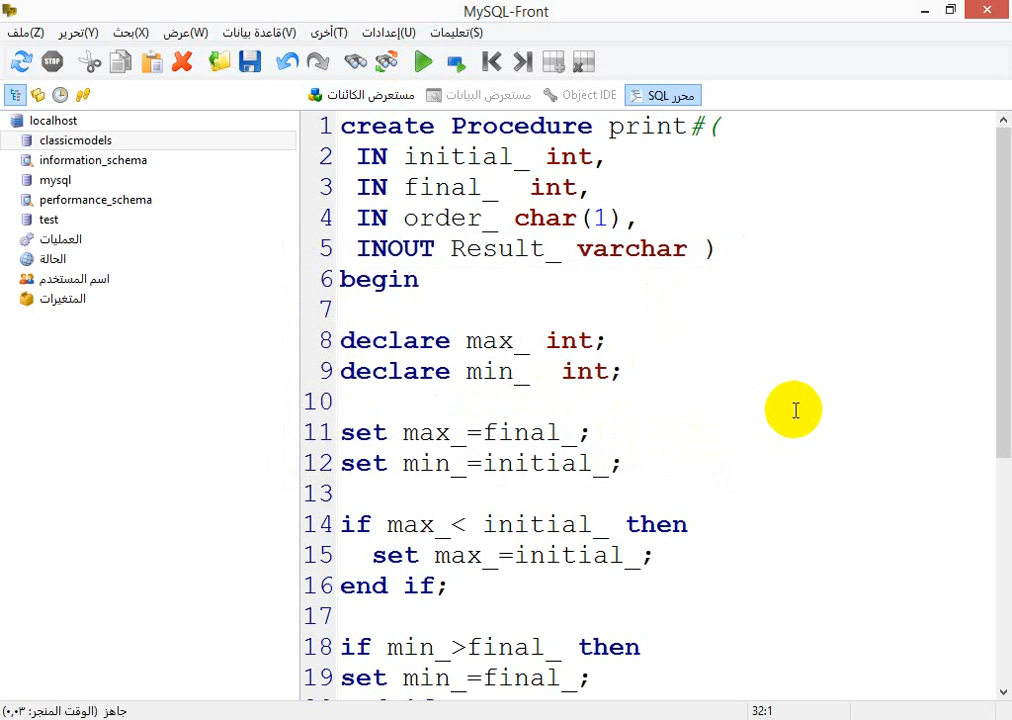 MySQL-Front
ملف(Z) تحرير(Y) بحث(X) عرض(W) قاعدة بيانات(V) أخرى(T) إعدادات(U) تعليمات(S)
STOP
مستعرض الكائنات مستعرض البيانات Object IDE محرر SQL
localhost
classicmodels
information_schema
mysql
performance_schema
test
العمليات
الحالة
اسم المستخدم
المتغيرات
1 create Procedure print#(
2 IN initial_ int,
3 IN final_ int,
4 IN order_ char(1),
5 INOUT Result_ varchar )
6 begin
7
8 declare max_ int;
9 declare min_ int;
10
11 set max_=final_;
12 set min_=initial_;
13
14 if max_< initial_ then
15 set max_=initial_;
16 end if;
17
18 if min_>final_ then
19 set min_=final_;
جاهز (الوقت المنجز: ٠,٠٣)
32:1